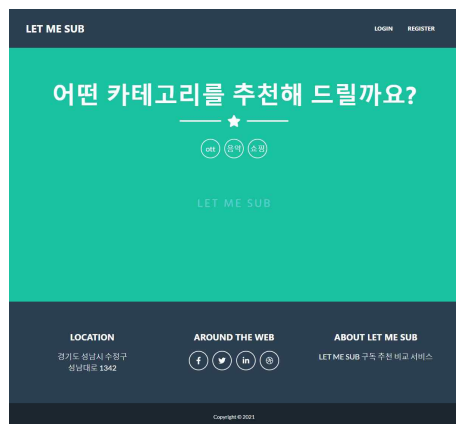 LET ME SUB
LOGIN REGISTER
어떤 카테고리를 추천해 드릴까요?
ott 음악 쇼핑
LET ME SUB
LOCATION
경기도 성남시 수정구
성남대로 1342
AROUND THE WEB
ABOUT LET ME SUB
LET ME SUB 구독 추천 비교 서비스
Copyright © 2021